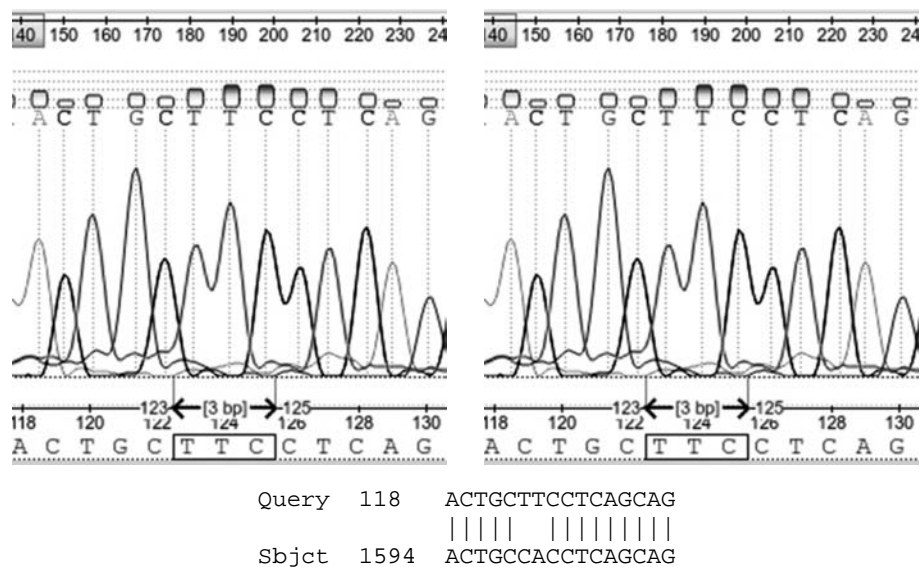 140 150 160 170 180 190 200 210 220 230 24
A C T G C T T C C T C A G
123 [3 bp] 125
118 120 122 124 126 128 130
A C T G C T T C C T C A G
140 150 160 170 180 190 200 210 220 230 24
A C T G C T T C C T C A G
123 [3 bp] 125
118 120 122 124 126 128 130
A C T G C T T C C T C A G
Query 118 ACTGCTTCCTCAGCAG
||||| |||||||||
Sbjct 1594 ACTGCCACCTCAGCAG